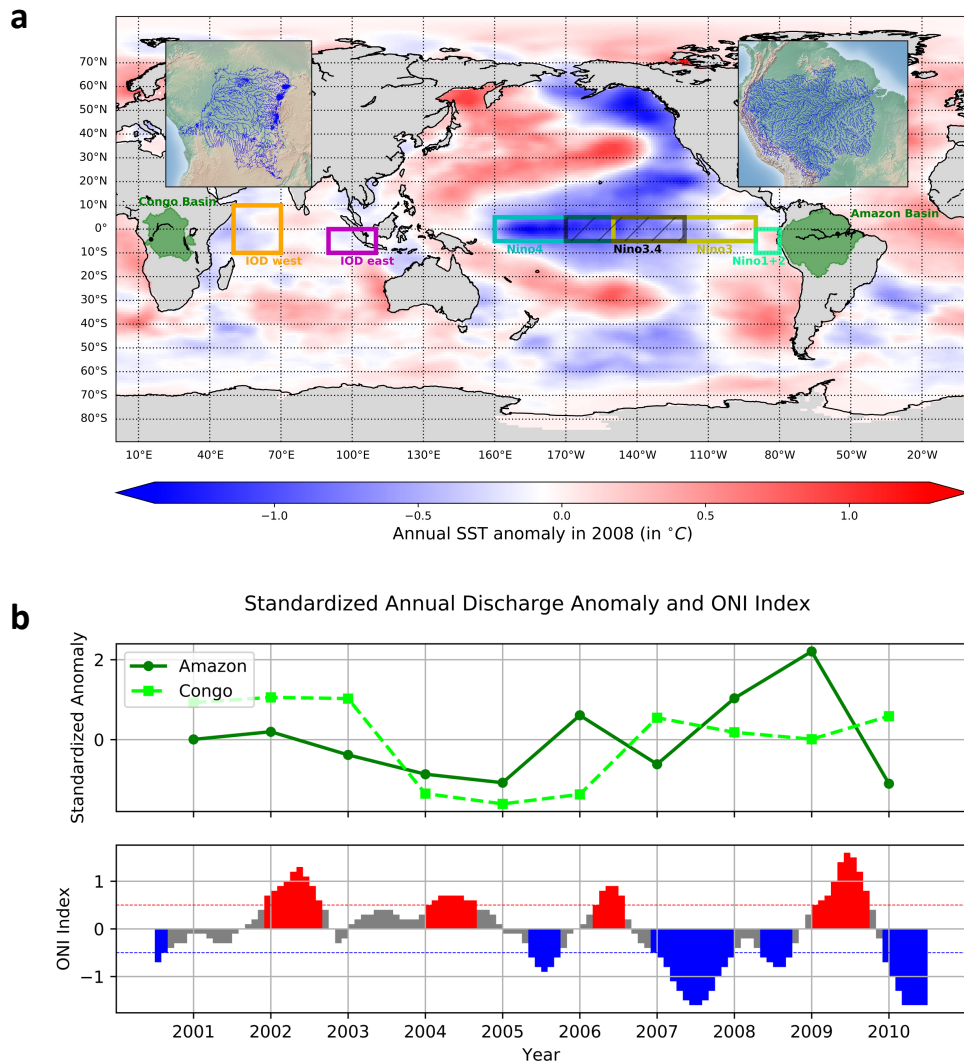 a
70°N
60°N
50°N
40°N
30°N
20°N
10°N
0°
10°S
20°S
30°S
40°S
50°S
60°S
70°S
80°S
Congo Basin
Amazon Basin
IOD west
IOD east
Nino4
Nino3.4
Nino3
Nino1+2
10°E 40°E 70°E 100°E 130°E 160°E 170°W 140°W 110°W 80°W 50°W 20°W
−1.0 −0.5 0.0 0.5 1.0
Annual SST anomaly in 2008 (in °C)
b
Standardized Annual Discharge Anomaly and ONI Index
Standardized Anomaly
2
0
Amazon
Congo
ONI Index
1
0
−1
2001 2002 2003 2004 2005 2006 2007 2008 2009 2010
Year